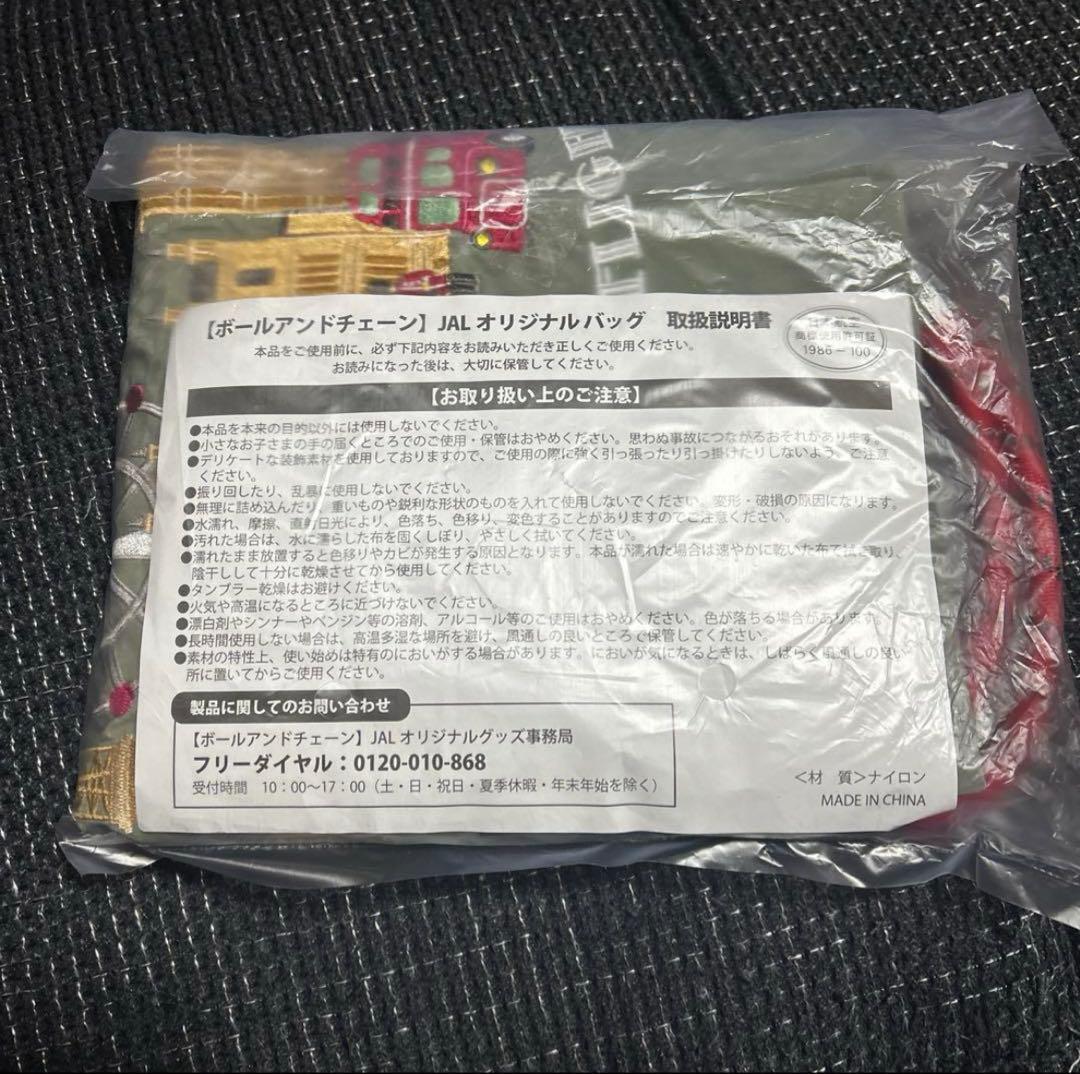 FLIGH
【ボールアンドチェーン】JAL オリジナルバッグ 取扱説明書
日本航空
商標使用許可証
1986-100
本品をご使用前に、必ず下記内容をお読みいただき正しくご使用ください。
お読みになった後は、大切に保管してください。
【お取り扱い上のご注意】
●本品を本来の目的以外には使用しないでください。
●小さなお子さまの手の届くところでのご使用・保管はおやめください。思わぬ事故につながるおそれがあります。
●デリケートな装飾素材を使用しておりますので、ご使用の際に強く引っ張ったり引っ掛けたりしないよう、ご注意
ください。
●振り回したり、乱暴に使用しないでください。
●無理に詰め込んだり、重いものや鋭利な形状のものを入れて使用しないでください。変形・破損の原因になります。
●水濡れ、摩擦、直射日光により、色落ち、色移り、変色することがありますのでご注意ください。
●汚れた場合は、水に濡らした布を固くしぼり、やさしく拭いてください。
●濡れたまま放置すると色移りやカビが発生する原因となります。本品が濡れた場合は速やかに乾いた布で拭き取り、
陰干しして十分に乾燥させてから使用してください。
●タンブラー乾燥はお避けください。
●火気や高温になるところに近づけないでください。
●漂白剤やシンナーやベンジン等の溶剤、アルコール等のご使用はおやめください。色が落ちる場合があります。
●長時間使用しない場合は、高温多湿な場所を避け、風通しの良いところで保管してください。
●素材の特性上、使い始めは特有のにおいがする場合があります。においが気になるときは、しばらく風通しの良い
所に置いてからご使用ください。
製品に関してのお問い合わせ
【ボールアンドチェーン】JAL オリジナルグッズ事務局
フリーダイヤル：0120-010-868
受付時間 10：00～17：00（土・日・祝日・夏季休暇・年末年始を除く）
＜材 質＞ナイロン
MADE IN CHINA